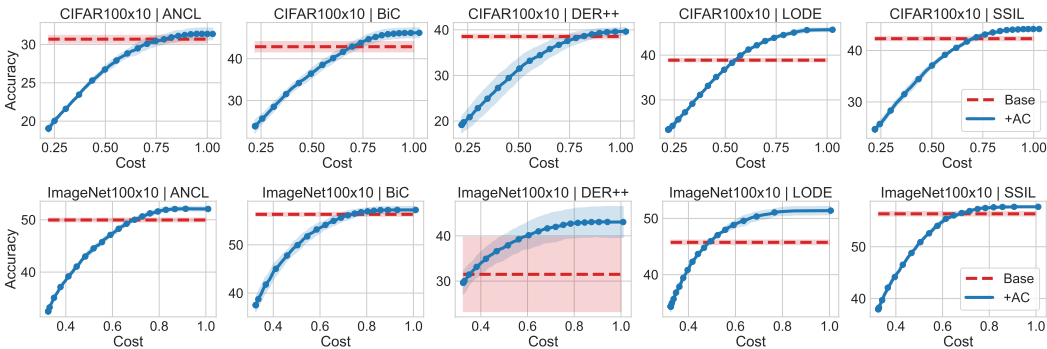 CIFAR100x10 | ANCL
CIFAR100x10 | BiC
CIFAR100x10 | DER++
CIFAR100x10 | LODE
CIFAR100x10 | SSIL
Accuracy
30
25
20
40
30
40
30
20
40
30
40
30
Base
+AC
0.25 0.50 0.75 1.00
0.25 0.50 0.75 1.00
0.25 0.50 0.75 1.00
0.25 0.50 0.75 1.00
0.25 0.50 0.75 1.00
Cost
Cost
Cost
Cost
Cost
ImageNet100x10 | ANCL
ImageNet100x10 | BiC
ImageNet100x10 | DER++
ImageNet100x10 | LODE
ImageNet100x10 | SSIL
Accuracy
50
40
50
40
40
30
50
40
50
40
Base
+AC
0.4 0.6 0.8 1.0
0.4 0.6 0.8 1.0
0.4 0.6 0.8 1.0
0.4 0.6 0.8 1.0
0.4 0.6 0.8 1.0
Cost
Cost
Cost
Cost
Cost